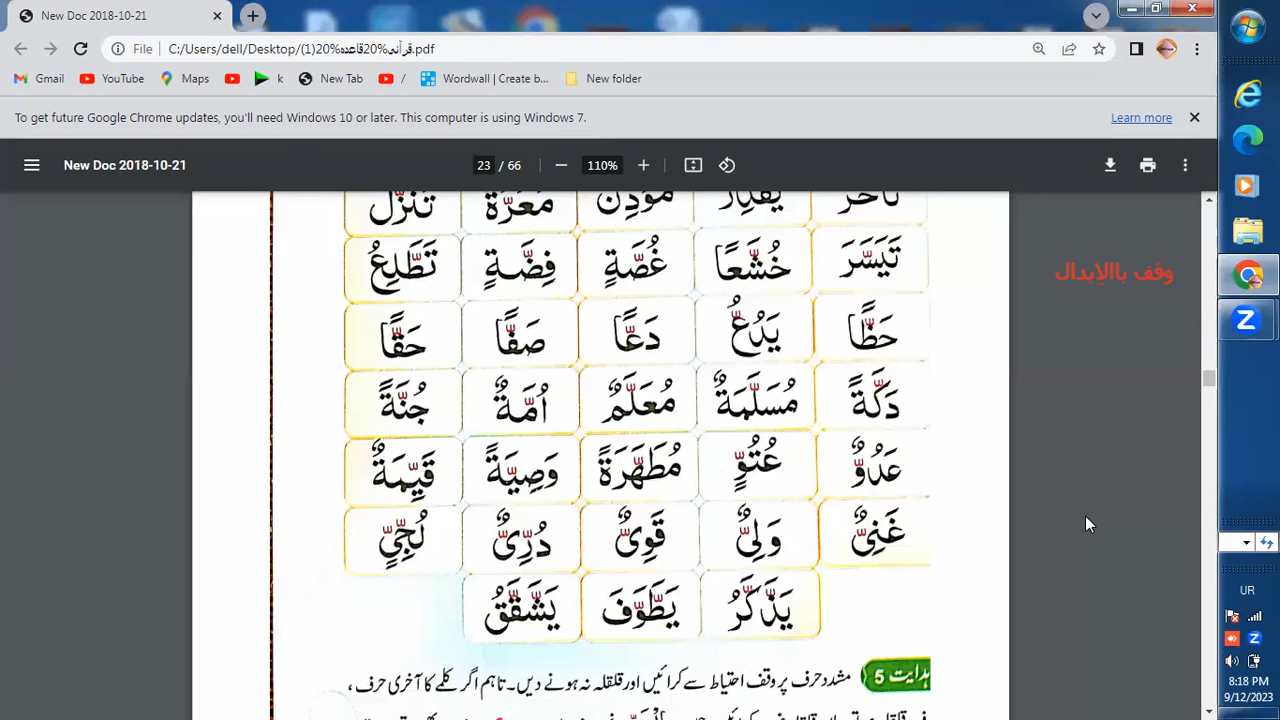 New Doc 2018-10-21
File C:/Users/dell/Desktop/(1)20%قاعدہ%20قرآنی.pdf
Gmail YouTube Maps k New Tab / Wordwall | Create b... New folder
To get future Google Chrome updates, you'll need Windows 10 or later. This computer is using Windows 7. Learn more
New Doc 2018-10-21 23 / 66 110%
مَعَرَّةٌ تَنَزَّلُ
تَيَسَّرَ خُشَّعًا غُصَّةٍ فِضَّةٍ تَطَّلِعُ
وقف باالاِبدال
حَظًّا يَدُعُّ دَعًّا صَفًّا حَقًّا
دَكَّةً مُسَلَّمَةٌ مُعَلَّمٌ اُمَّةٌ جُنَّةً
عَدُوٌّ عُتُوٍّ مُطَهَّرَةً وَصِيَّةً قَيِّمَةٌ
غَنِیٌّ وَلِیٌّ قَوِیٌّ دُرِّیٌّ لُجِّیٍّ
يَذَّكَّرُ يَطَّوَّفَ يَشَّقَّقُ
ہدایت 5 مشدد حرف پر وقف احتیاط سے کرائیں اور قلقلہ نہ ہونے دیں۔ تاہم اگر کلمے کا آخری حرف،
UR
8:18 PM
9/12/2023